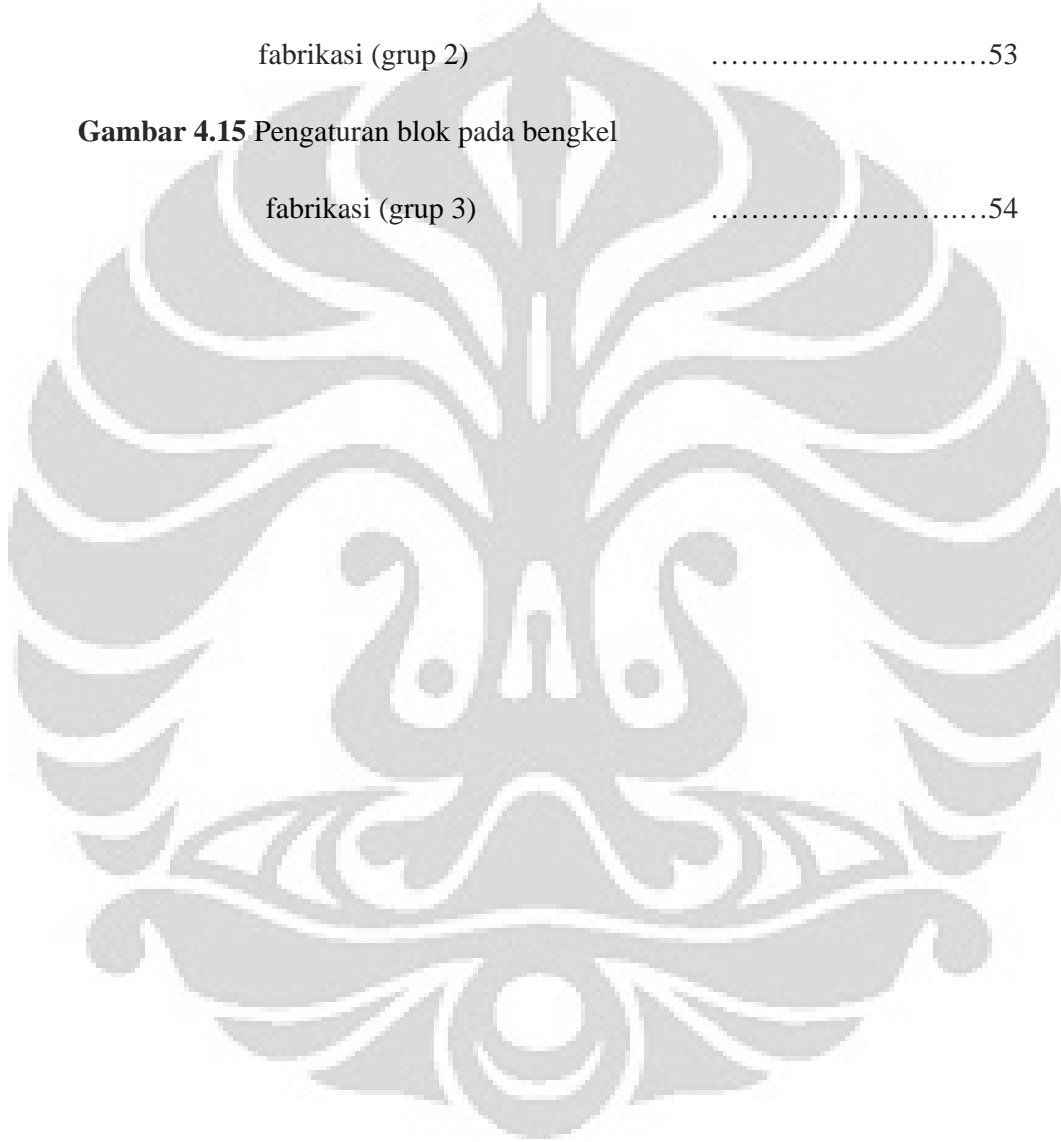 fabrikasi (grup 2) …………………….…53
Gambar 4.15 Pengaturan blok pada bengkel
fabrikasi (grup 3) …………………….…54